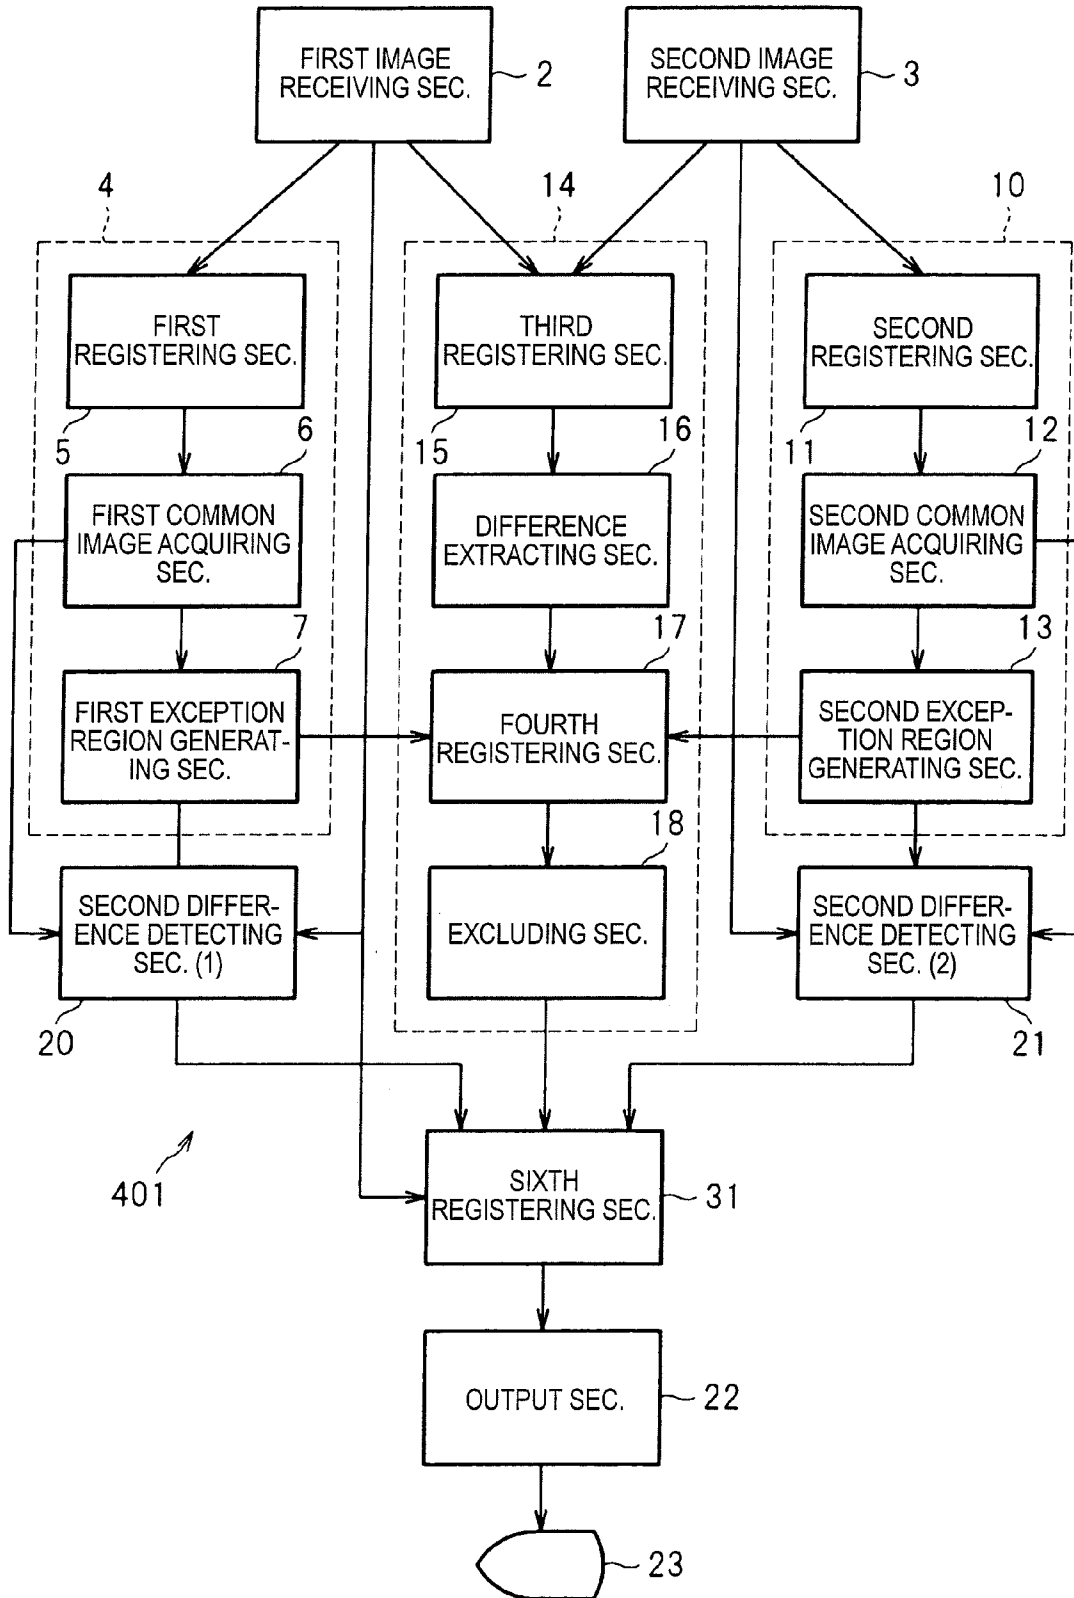 FIRST IMAGE
RECEIVING SEC.
2
SECOND IMAGE
RECEIVING SEC.
3
4
14
10
FIRST
REGISTERING SEC.
THIRD
REGISTERING SEC.
SECOND
REGISTERING SEC.
5
6
15
16
11
12
FIRST COMMON
IMAGE ACQUIRING
SEC.
DIFFERENCE
EXTRACTING SEC.
SECOND COMMON
IMAGE ACQUIRING
SEC.
7
17
13
FIRST EXCEPTION
REGION GENERAT-
ING SEC.
FOURTH
REGISTERING SEC.
SECOND EXCEP-
TION REGION
GENERATING SEC.
18
SECOND DIFFER-
ENCE DETECTING
SEC. (1)
EXCLUDING SEC.
SECOND DIFFER-
ENCE DETECTING
SEC. (2)
20
21
401
SIXTH
REGISTERING SEC.
31
OUTPUT SEC.
22
23